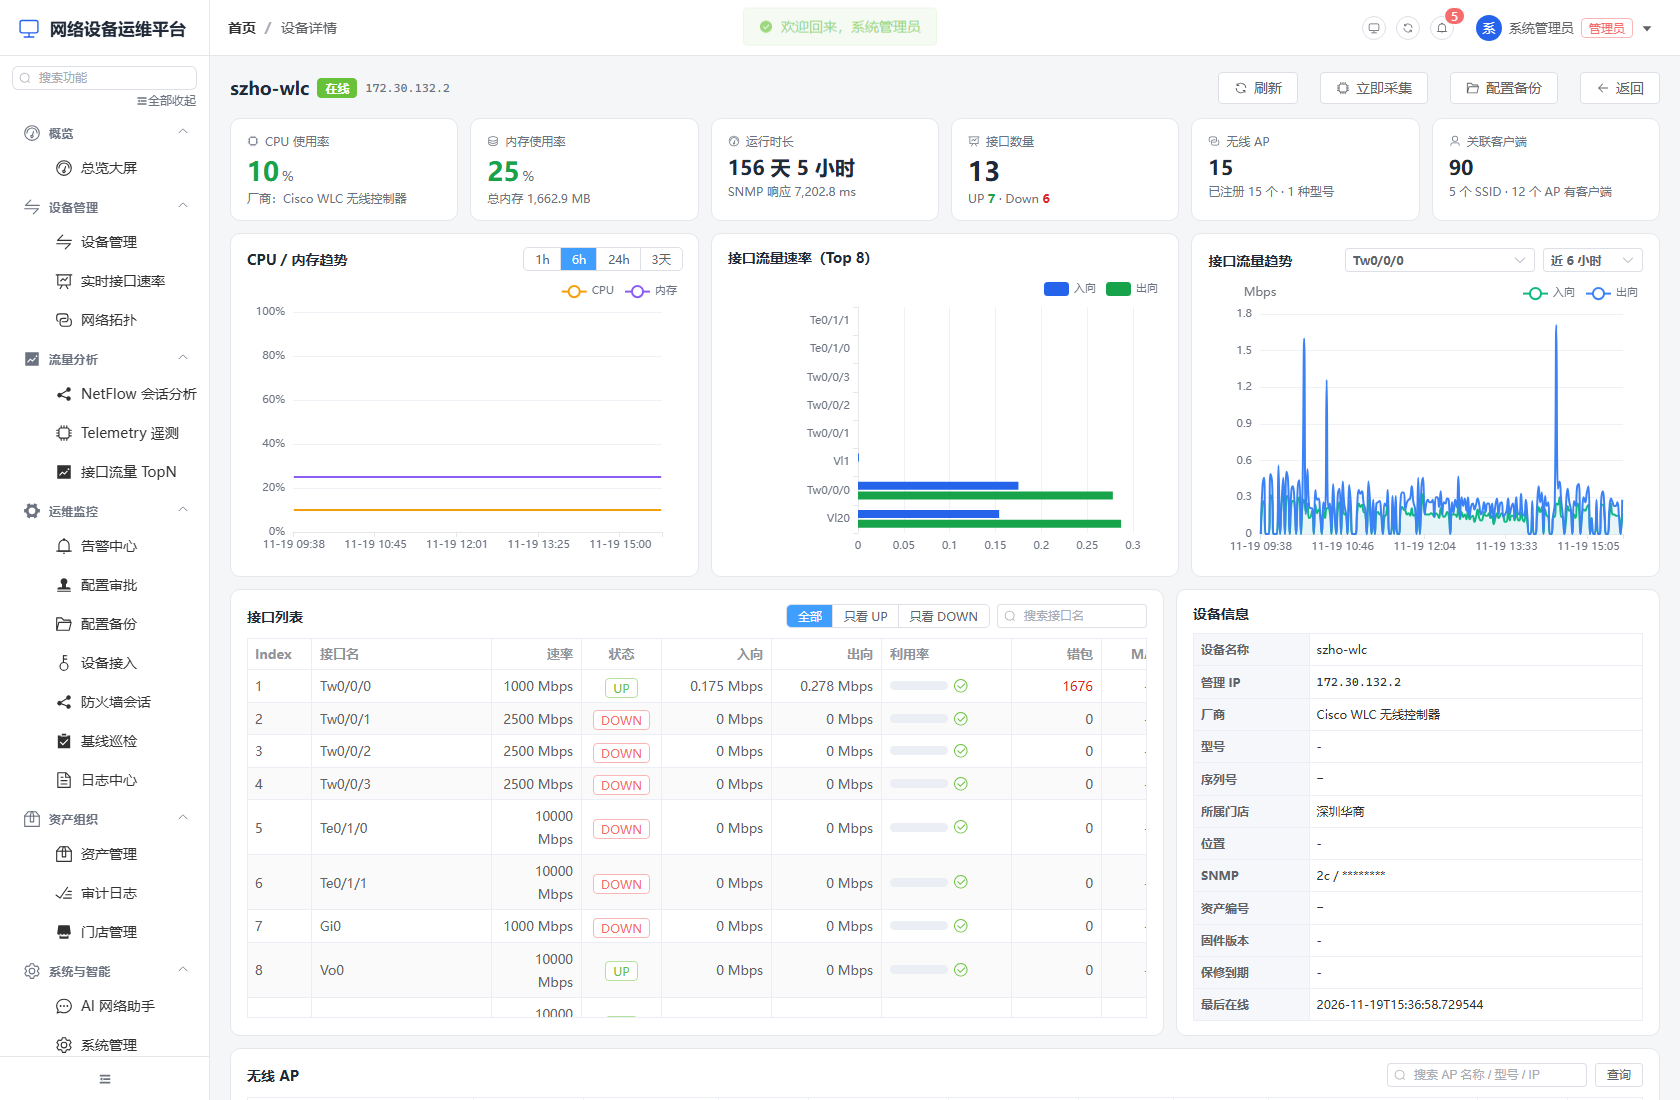 网络设备运维平台
首页 / 设备详情
欢迎回来，系统管理员
5
系
系统管理员
管理员
搜索功能
全部收起
概览
总览大屏
设备管理
设备管理
实时接口速率
网络拓扑
流量分析
NetFlow 会话分析
Telemetry 遥测
接口流量 TopN
运维监控
告警中心
配置审批
配置备份
设备接入
防火墙会话
基线巡检
日志中心
资产组织
资产管理
审计日志
门店管理
系统与智能
AI 网络助手
系统管理
szho-wlc 在线 172.30.132.2
刷新
立即采集
配置备份
返回
CPU 使用率
10 %
厂商：Cisco WLC 无线控制器
内存使用率
25 %
总内存 1,662.9 MB
运行时长
156 天 5 小时
SNMP 响应 7,202.8 ms
接口数量
13
UP 7 · Down 6
无线 AP
15
已注册 15 个 · 1 种型号
关联客户端
90
5 个 SSID · 12 个 AP 有客户端
CPU / 内存趋势
1h 6h 24h 3天
CPU 内存
100%
80%
60%
40%
20%
0%
11-19 09:38 11-19 10:45 11-19 12:01 11-19 13:25 11-19 15:00
接口流量速率（Top 8）
入向 出向
Te0/1/1
Te0/1/0
Tw0/0/3
Tw0/0/2
Tw0/0/1
Vl1
Tw0/0/0
Vl20
0 0.05 0.1 0.15 0.2 0.25 0.3
接口流量趋势
Tw0/0/0
近 6 小时
Mbps
入向 出向
1.8
1.5
1.2
0.9
0.6
0.3
0
11-19 09:38 11-19 10:46 11-19 12:04 11-19 13:33 11-19 15:05
接口列表
全部 只看 UP 只看 DOWN
搜索接口名
Index 接口名 速率 状态 入向 出向 利用率 错包
1 Tw0/0/0 1000 Mbps UP 0.175 Mbps 0.278 Mbps 1676
2 Tw0/0/1 2500 Mbps DOWN 0 Mbps 0 Mbps 0
3 Tw0/0/2 2500 Mbps DOWN 0 Mbps 0 Mbps 0
4 Tw0/0/3 2500 Mbps DOWN 0 Mbps 0 Mbps 0
5 Te0/1/0 10000 Mbps DOWN 0 Mbps 0 Mbps 0
6 Te0/1/1 10000 Mbps DOWN 0 Mbps 0 Mbps 0
7 Gi0 1000 Mbps DOWN 0 Mbps 0 Mbps 0
8 Vo0 10000 Mbps UP 0 Mbps 0 Mbps 0
10000
设备信息
设备名称 szho-wlc
管理 IP 172.30.132.2
厂商 Cisco WLC 无线控制器
型号 -
序列号 -
所属门店 深圳华商
位置 -
SNMP 2c / ********
资产编号 -
固件版本 -
保修到期 -
最后在线 2026-11-19T15:36:58.729544
无线 AP
搜索 AP 名称 / 型号 / IP
查询